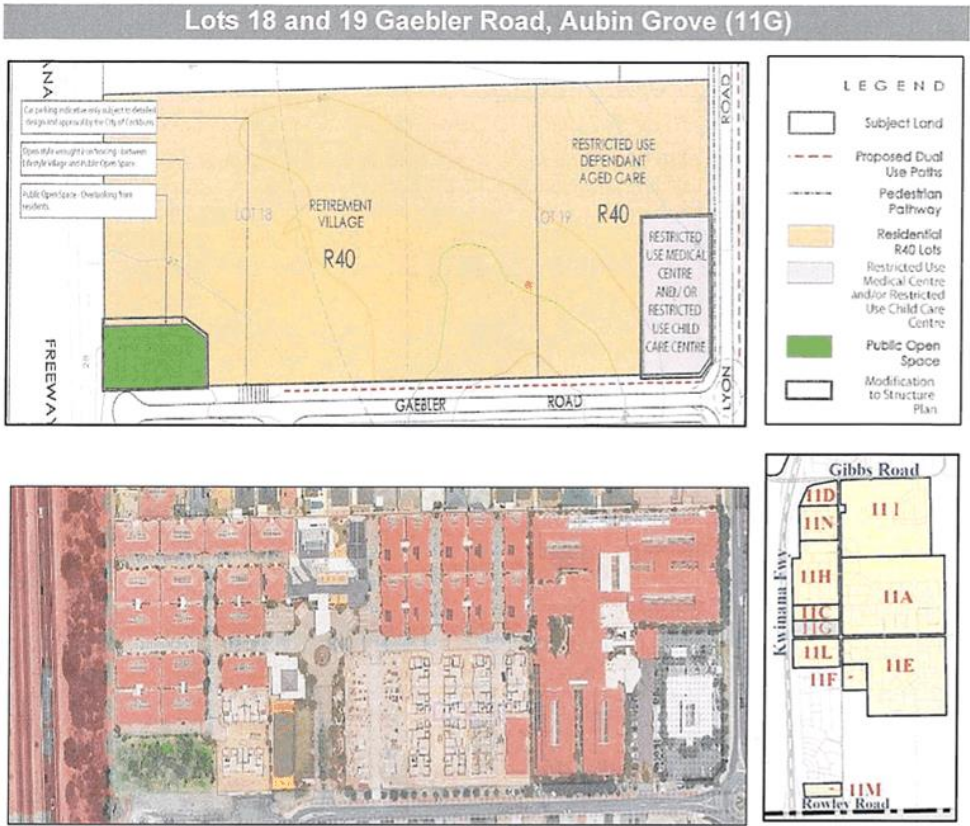 Lots 18 and 19 Gaebler Road, Aubin Grove (11G)
Car parking indicative only subject to detailed
design and approval by the City of Cockburn
Open style wrought iron fencing between
Lifestyle Village and Public Open Space
Public Open Space - Overlooking from
residents
FREEWAY
LOT 18
RETIREMENT
VILLAGE
R40
RESTRICTED USE
DEPENDANT
AGED CARE
LOT 19
R40
RESTRICTED
USE MEDICAL
CENTRE
AND/ OR
RESTRICTED
USE CHILD
CARE CENTRE
ROAD
LYON
GAEBLER ROAD
LEGEND
Subject Land
Proposed Dual
Use Paths
Pedestrian
Pathway
Residential
R40 Lots
Restricted Use
Medical Centre
and/or Restricted
Use Child Care
Centre
Public Open
Space
Modification
to Structure
Plan
Gibbs Road
Kwinana Fwy
11D
11N
11H
11A
11C
11G
11L
11E
11F
11M
Rowley Road